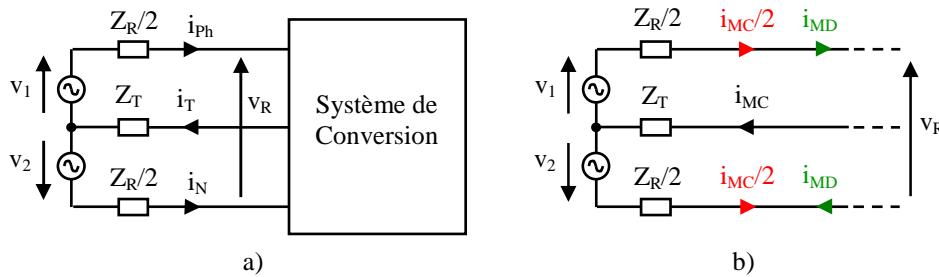 Z_R/2 i_Ph
v_1
Z_T i_T v_R
v_2
Z_R/2 i_N
Système de
Conversion
a)
Z_R/2 i_MC/2 i_MD
v_1
Z_T i_MC
v_R
v_2
Z_R/2 i_MC/2 i_MD
b)